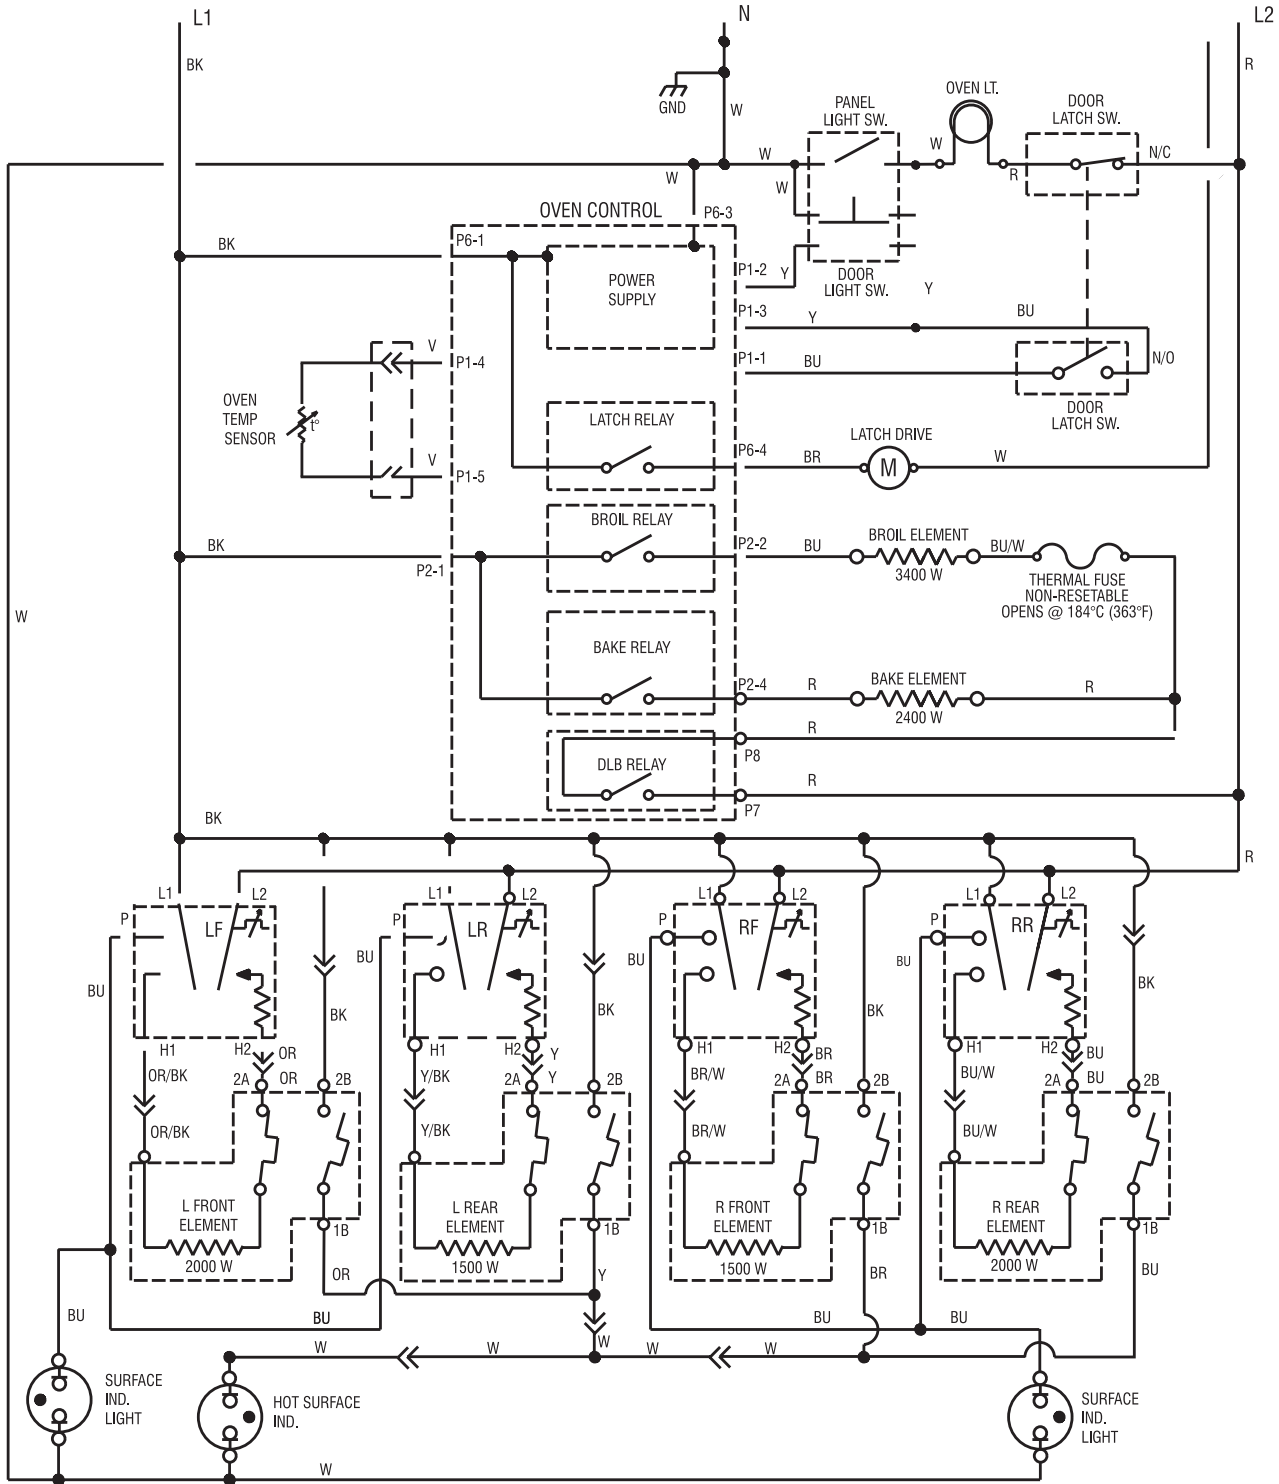 L1
N
L2
BK
R
GND
W
PANEL
LIGHT SW.
OVEN LT.
DOOR
LATCH SW.
W
W
W
W
R
N/C
OVEN CONTROL
P6-3
BK
P6-1
POWER
SUPPLY
P1-2
Y
DOOR
LIGHT SW.
Y
P1-3
Y
BU
V
P1-4
P1-1
BU
N/O
OVEN
TEMP
SENSOR
t°
DOOR
LATCH SW.
LATCH RELAY
P6-4
BR
LATCH DRIVE
M
W
V
P1-5
BROIL RELAY
BK
P2-1
P2-2
BU
BROIL ELEMENT
3400 W
BU/W
THERMAL FUSE
NON-RESETABLE
OPENS @ 184°C (363°F)
W
BAKE RELAY
P2-4
R
BAKE ELEMENT
2400 W
R
R
P8
DLB RELAY
R
P7
BK
R
L1
L2
P
LF
L1
L2
P
LR
L1
L2
P
RF
L1
L2
P
RR
BU
BU
BU
BU
BK
BK
BK
BK
H1
H2
OR
H1
H2
Y
H1
H2
BR
H1
H2
BU
OR/BK
2A
OR
2B
Y/BK
2A
Y
2B
BR/W
2A
BR
2B
BU/W
2A
BU
2B
OR/BK
Y/BK
BR/W
BU/W
L FRONT
ELEMENT
2000 W
1B
L REAR
ELEMENT
1500 W
1B
R FRONT
ELEMENT
1500 W
1B
R REAR
ELEMENT
2000 W
1B
OR
Y
BR
BU
BU
BU
BU
BU
W
W
W
W
W
SURFACE
IND.
LIGHT
HOT SURFACE
IND.
SURFACE
IND.
LIGHT
W